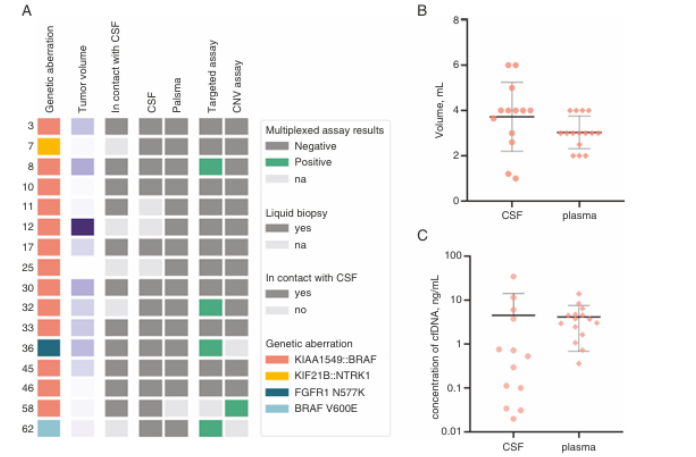 A
Genetic aberration
Tumor volume
In contact with CSF
CSF
Palsma
Targeted assay
CNV assay
3
7
8
10
11
12
17
25
30
32
33
36
45
46
58
62
Multiplexed assay results
Negative
Positive
na
Liquid biopsy
yes
na
In contact with CSF
yes
no
Genetic aberration
KIAA1549::BRAF
KIF21B::NTRK1
FGFR1 N577K
BRAF V600E
B
Volume, mL
8
6
4
2
0
CSF
plasma
C
concentration of cfDNA, ng/mL
100
10
1
0.1
0.01
CSF
plasma